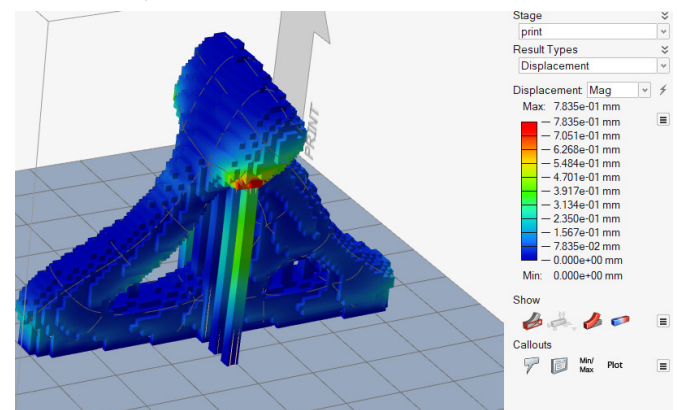 PRINT
Stage
print
Result Types
Displacement
Displacement: Mag
Max: 7.835e-01 mm
7.835e-01 mm
7.051e-01 mm
6.268e-01 mm
5.484e-01 mm
4.701e-01 mm
3.917e-01 mm
3.134e-01 mm
2.350e-01 mm
1.567e-01 mm
7.835e-02 mm
0.000e+00 mm
Min: 0.000e+00 mm
Show
Callouts
Min/
Max
Plot